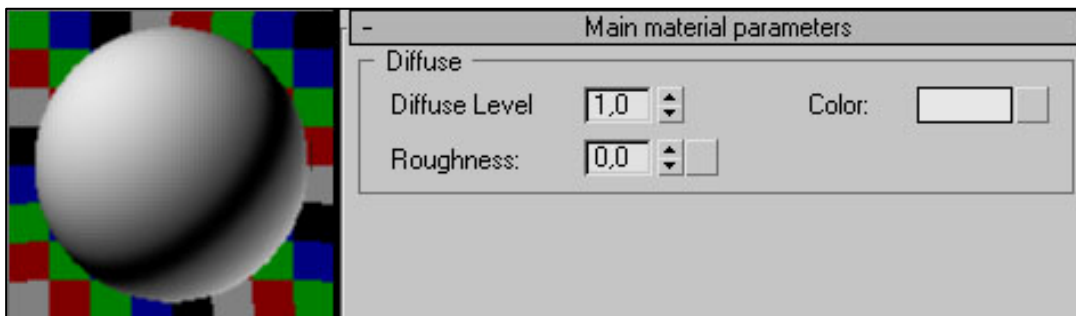 - Main material parameters
Diffuse
Diffuse Level 1,0 Color:
Roughness: 0,0